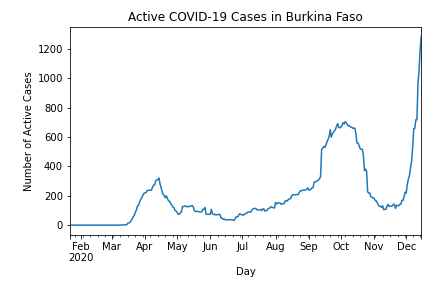 Active COVID-19 Cases in Burkina Faso
Number of Active Cases
1200
1000
800
600
400
200
0
Feb Mar Apr May Jun Jul Aug Sep Oct Nov Dec
2020
Day